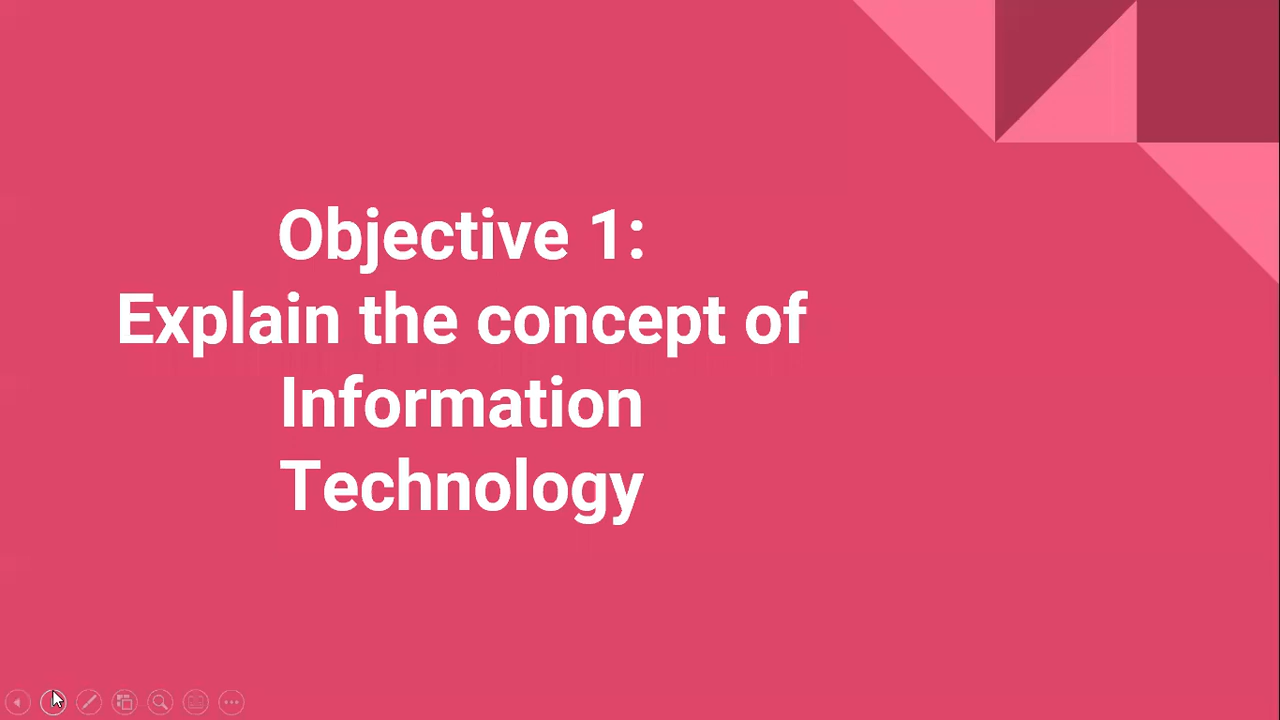 Objective 1:
Explain the concept of
Information
Technology